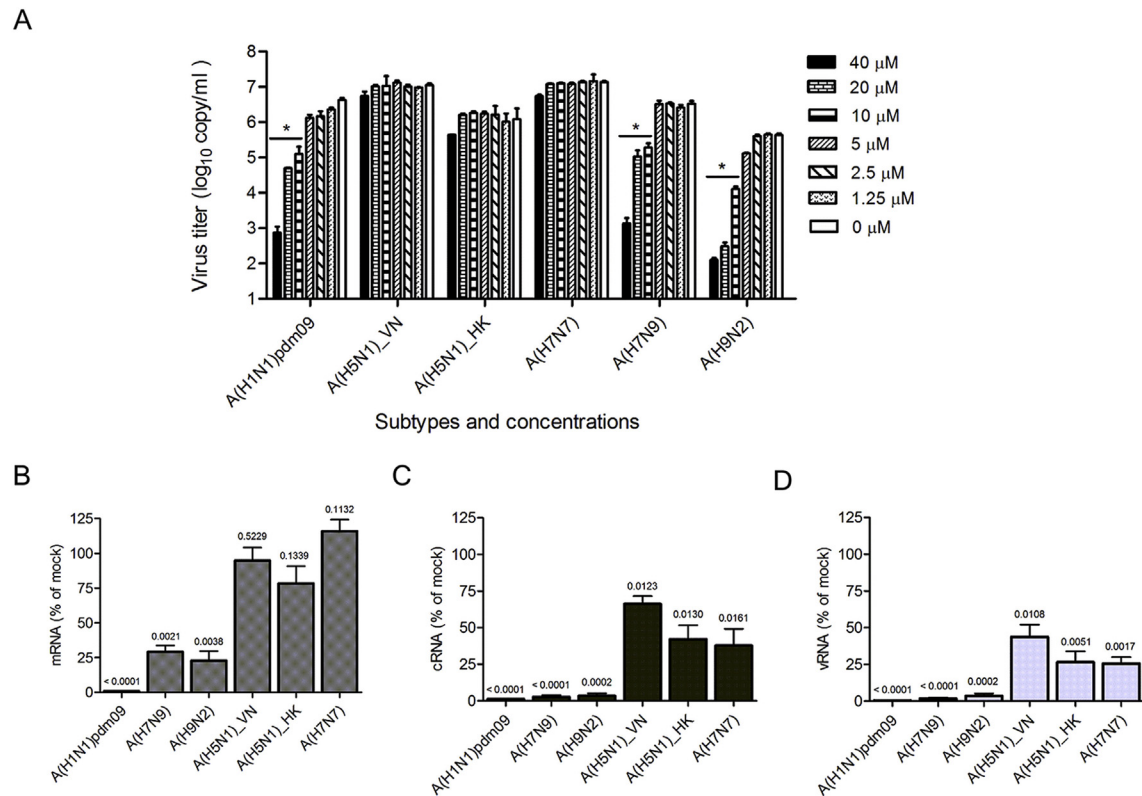 A
Virus titer (log10 copy/ml)
8
7
6
5
4
3
2
1
*
*
*
40 µM
20 µM
10 µM
5 µM
2.5 µM
1.25 µM
0 µM
A(H1N1)pdm09
A(H5N1)_VN
A(H5N1)_HK
A(H7N7)
A(H7N9)
A(H9N2)
Subtypes and concentrations
B
mRNA (% of mock)
125
100
75
50
25
0
< 0.0001
0.0021
0.0038
0.5229
0.1339
0.1132
A(H1N1)pdm09
A(H7N9)
A(H9N2)
A(H5N1)_VN
A(H5N1)_HK
A(H7N7)
C
cRNA (% of mock)
125
100
75
50
25
0
< 0.0001
< 0.0001
0.0002
0.0123
0.0130
0.0161
A(H1N1)pdm09
A(H7N9)
A(H9N2)
A(H5N1)_VN
A(H5N1)_HK
A(H7N7)
D
vRNA (% of mock)
125
100
75
50
25
0
< 0.0001
< 0.0001
0.0002
0.0108
0.0051
0.0017
A(H1N1)pdm09
A(H7N9)
A(H9N2)
A(H5N1)_VN
A(H5N1)_HK
A(H7N7)